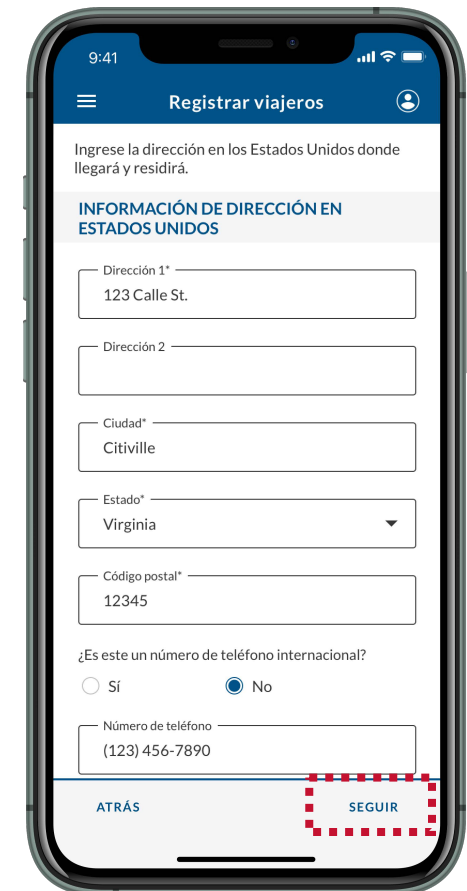 9:41
Registrar viajeros
Ingrese la dirección en los Estados Unidos donde
llegará y residirá.
INFORMACIÓN DE DIRECCIÓN EN
ESTADOS UNIDOS
Dirección 1*
123 Calle St.
Dirección 2
Ciudad*
Citiville
Estado*
Virginia
Código postal*
12345
¿Es este un número de teléfono internacional?
Sí No
Número de teléfono
(123) 456-7890
ATRÁS SEGUIR